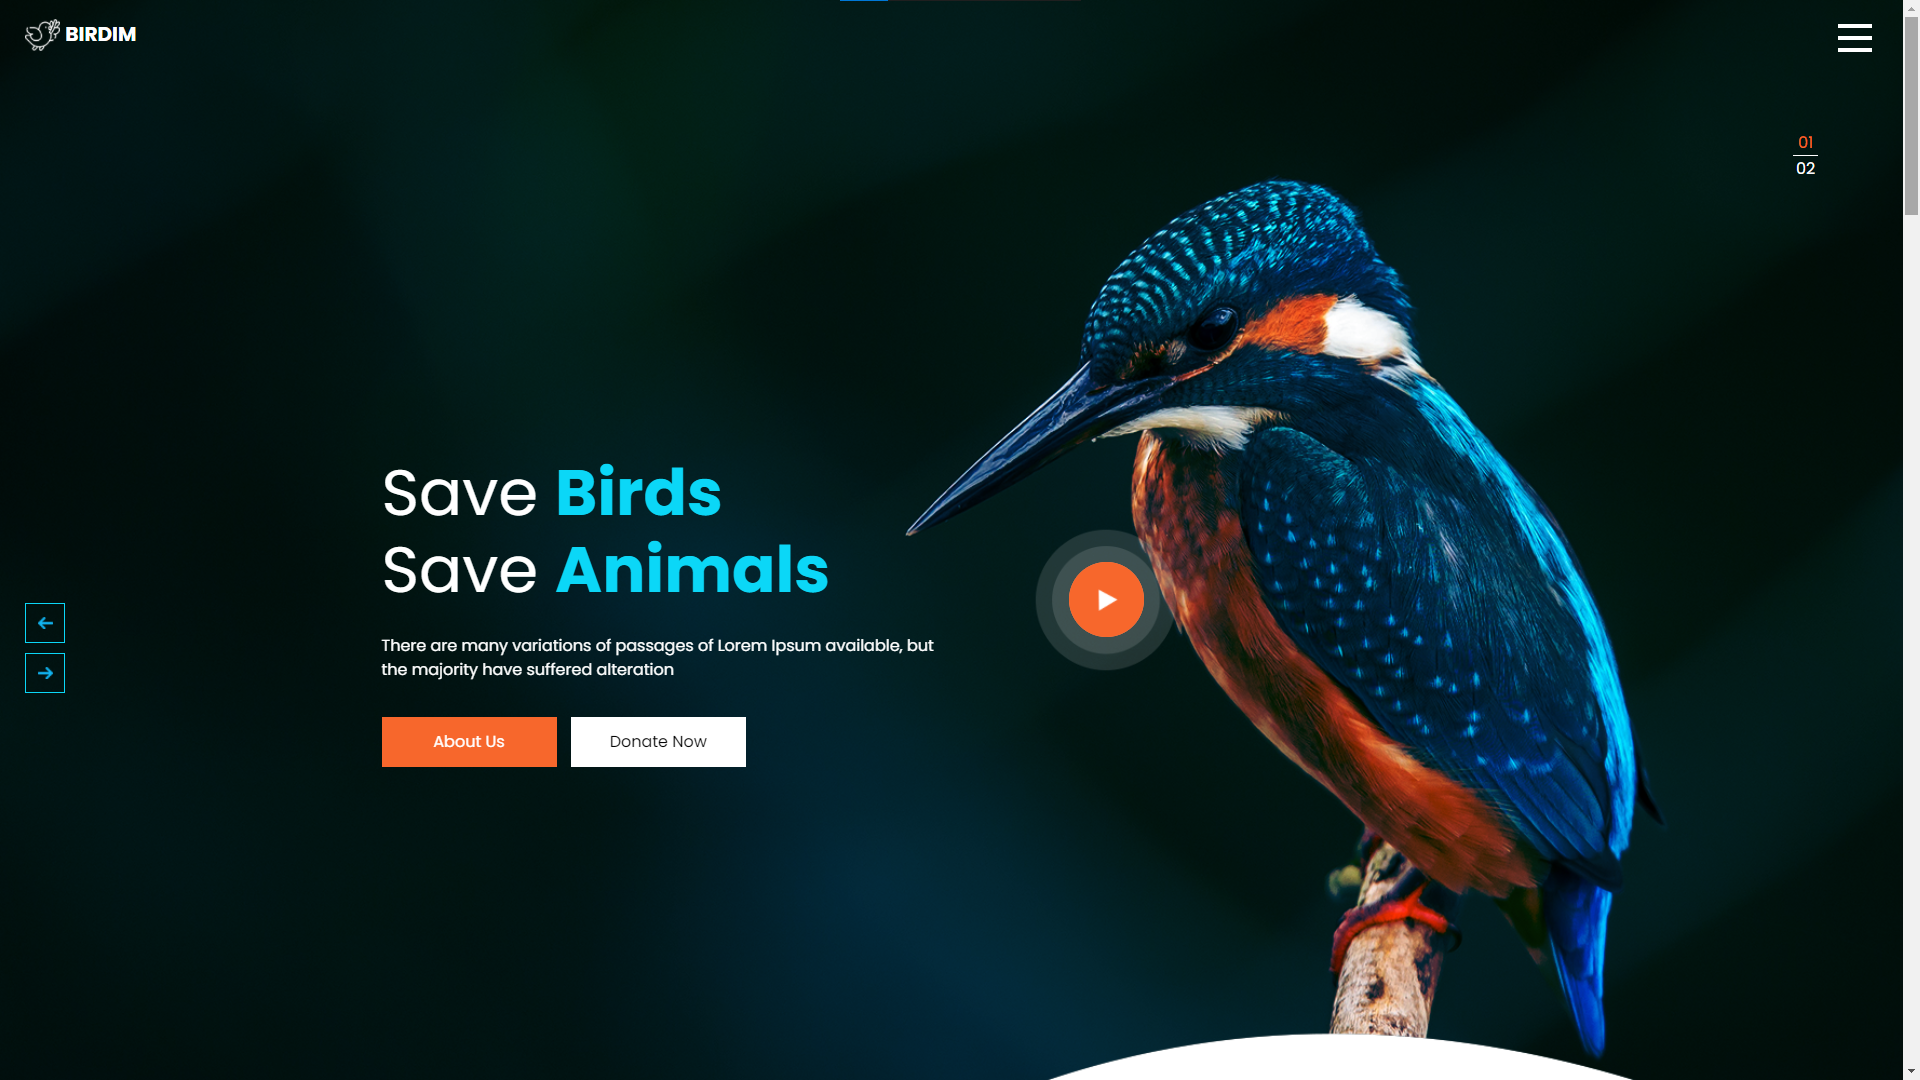 BIRDIM
01
02
Save Birds
Save Animals
There are many variations of passages of Lorem Ipsum available, but
the majority have suffered alteration
About Us
Donate Now